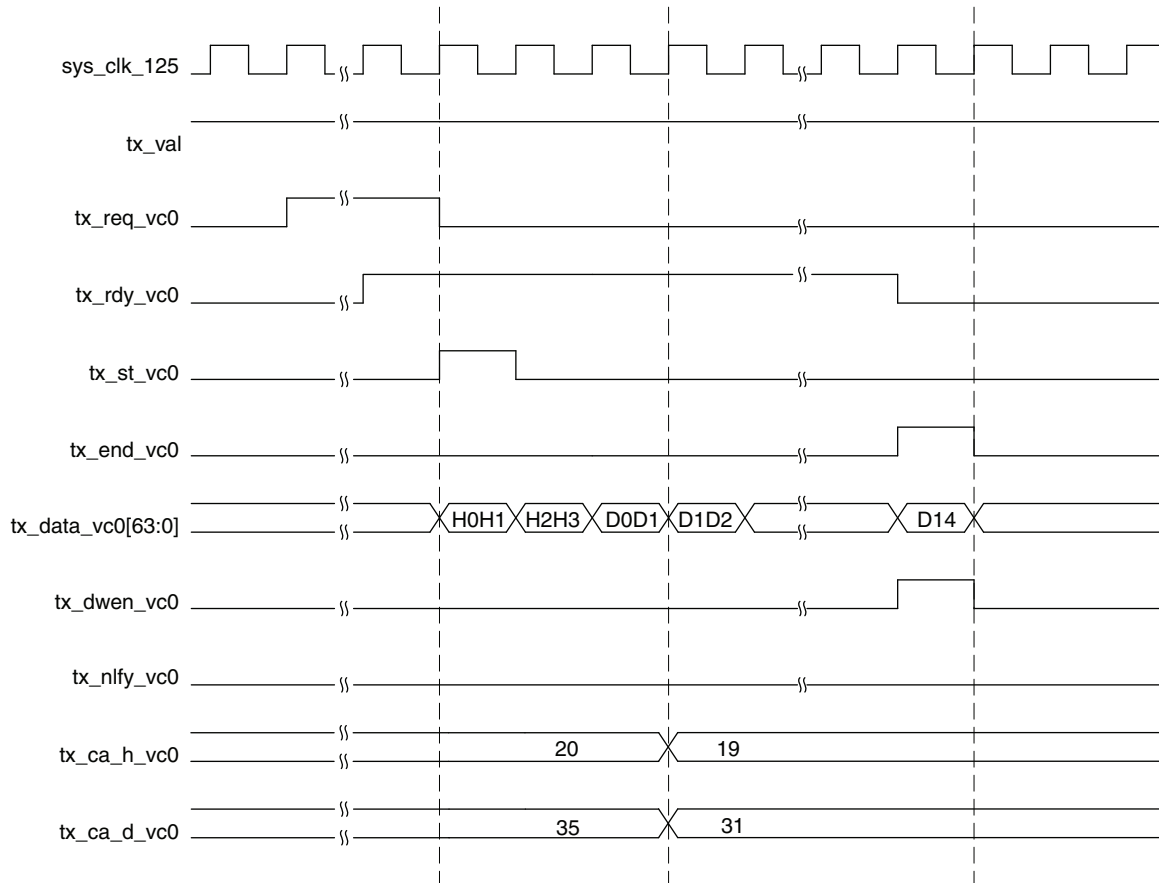 sys_clk_125
tx_val
tx_req_vc0
tx_rdy_vc0
tx_st_vc0
tx_end_vc0
tx_data_vc0[63:0] H0H1 H2H3 D0D1 D1D2 D14
tx_dwen_vc0
tx_nlfy_vc0
tx_ca_h_vc0 20 19
tx_ca_d_vc0 35 31